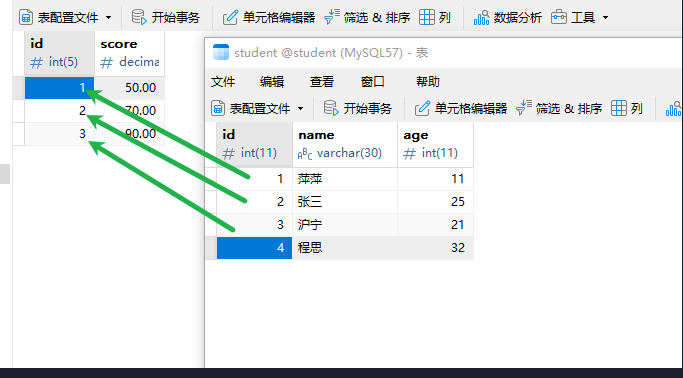 表配置文件 开始事务 单元格编辑器 筛选 & 排序 列 数据分析 工具
id score
# int(5) # decima
1 50.00
2 70.00
3 90.00
student @student (MySQL57) - 表
文件 编辑 查看 窗口 帮助
表配置文件 开始事务 单元格编辑器 筛选 & 排序 列
id name age
# int(11) ABC varchar(30) # int(11)
1 萍萍 11
2 张三 25
3 沪宁 21
4 程思 32